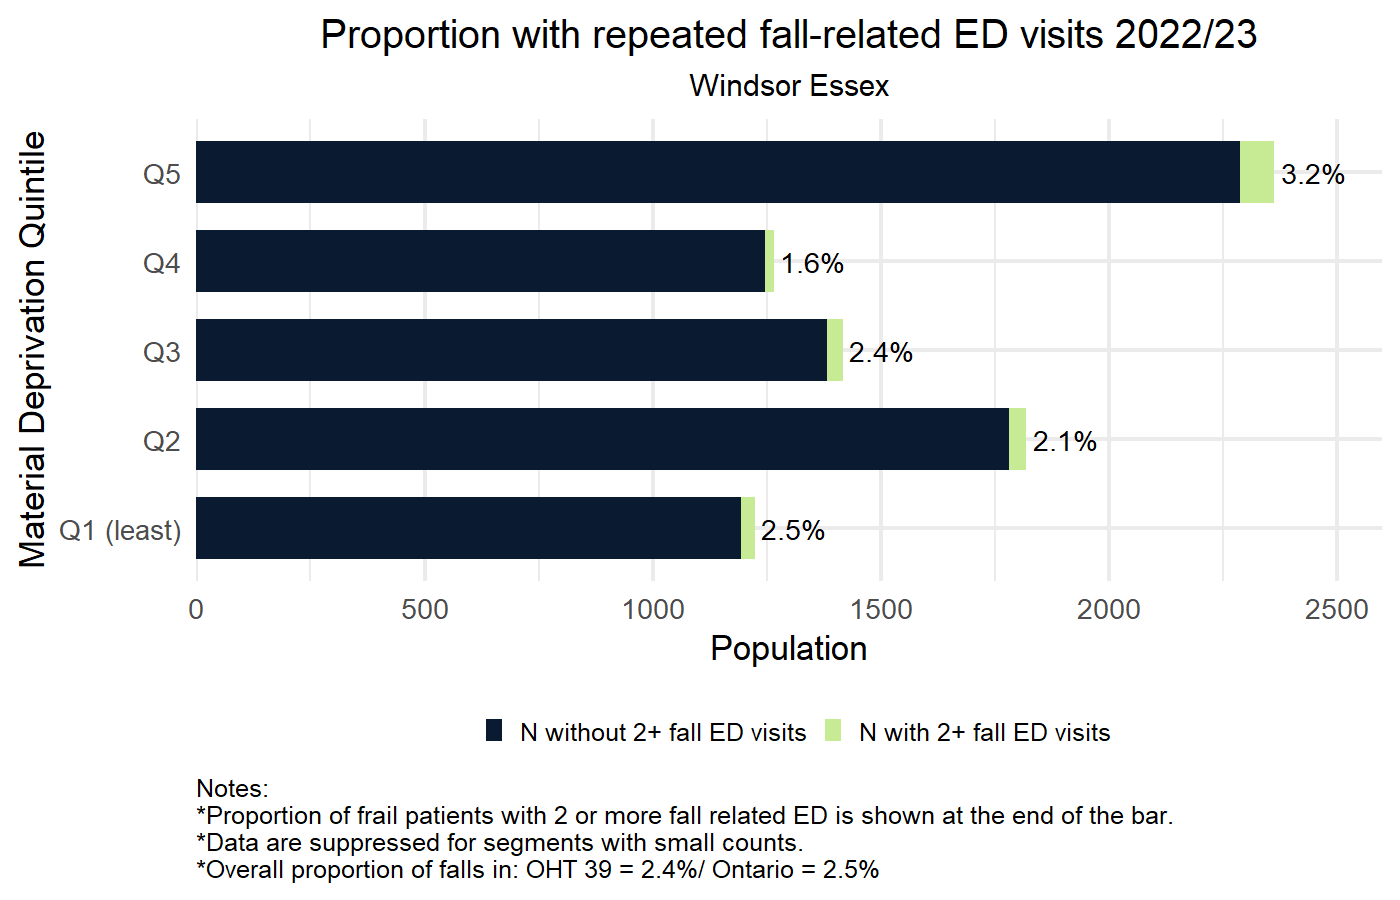 Proportion with repeated fall-related ED visits 2022/23
Windsor Essex
Material Deprivation Quintile
Q5
3.2%
Q4
1.6%
Q3
2.4%
Q2
2.1%
Q1 (least)
2.5%
0 500 1000 1500 2000 2500
Population
N without 2+ fall ED visits N with 2+ fall ED visits
Notes:
*Proportion of frail patients with 2 or more fall related ED is shown at the end of the bar.
*Data are suppressed for segments with small counts.
*Overall proportion of falls in: OHT 39 = 2.4%/ Ontario = 2.5%